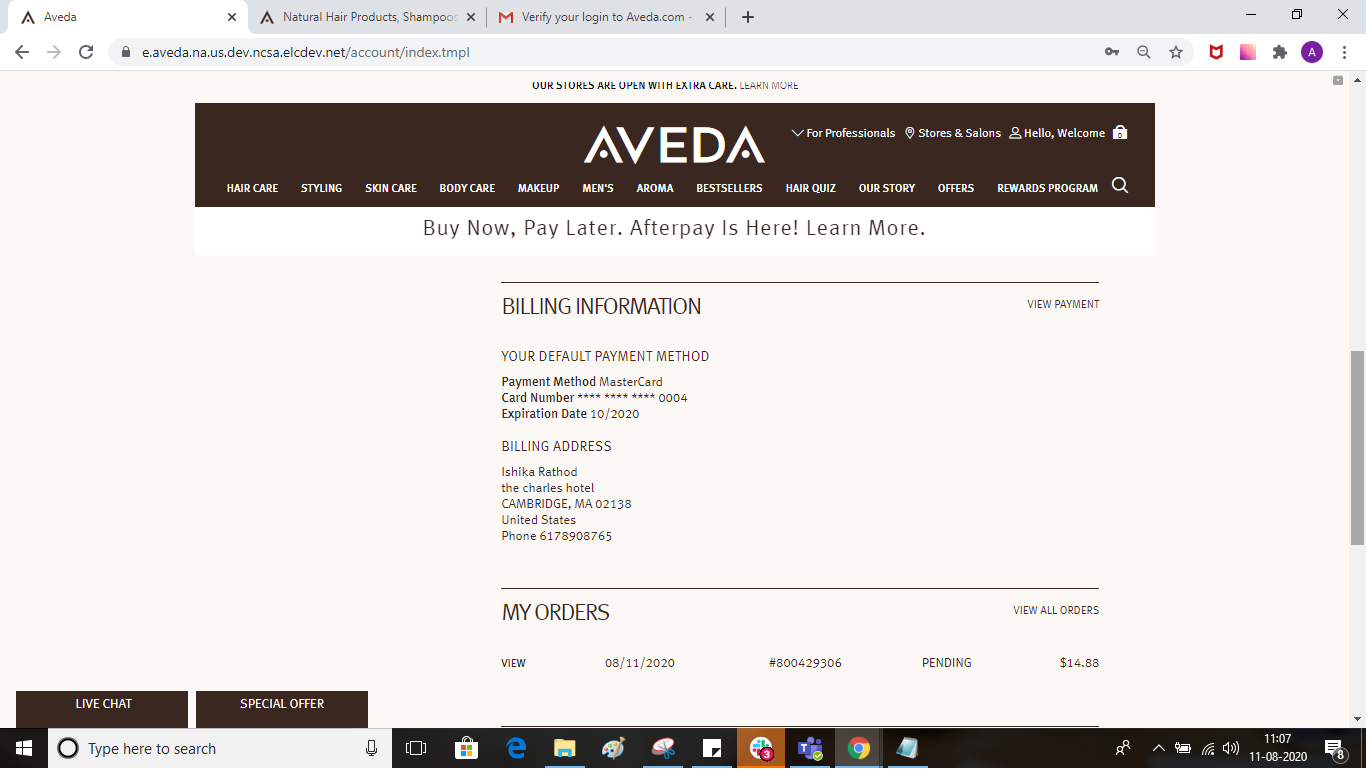 Aveda
Natural Hair Products, Shampoos
Verify your login to Aveda.com -
e.aveda.na.us.dev.ncsa.elcdev.net/account/index.tmpl
A
OUR STORES ARE OPEN WITH EXTRA CARE. LEARN MORE
AVEDA
For Professionals Stores & Salons Hello, Welcome 0
HAIR CARE STYLING SKIN CARE BODY CARE MAKEUP MEN'S AROMA BESTSELLERS HAIR QUIZ OUR STORY OFFERS REWARDS PROGRAM
Buy Now, Pay Later. Afterpay Is Here! Learn More.
BILLING INFORMATION
VIEW PAYMENT
YOUR DEFAULT PAYMENT METHOD
Payment Method MasterCard
Card Number **** **** **** 0004
Expiration Date 10/2020
BILLING ADDRESS
Ishika Rathod
the charles hotel
CAMBRIDGE, MA 02138
United States
Phone 6178908765
MY ORDERS
VIEW ALL ORDERS
VIEW 08/11/2020 #800429306 PENDING $14.88
LIVE CHAT
SPECIAL OFFER
Type here to search
3
11:07
11-08-2020
8